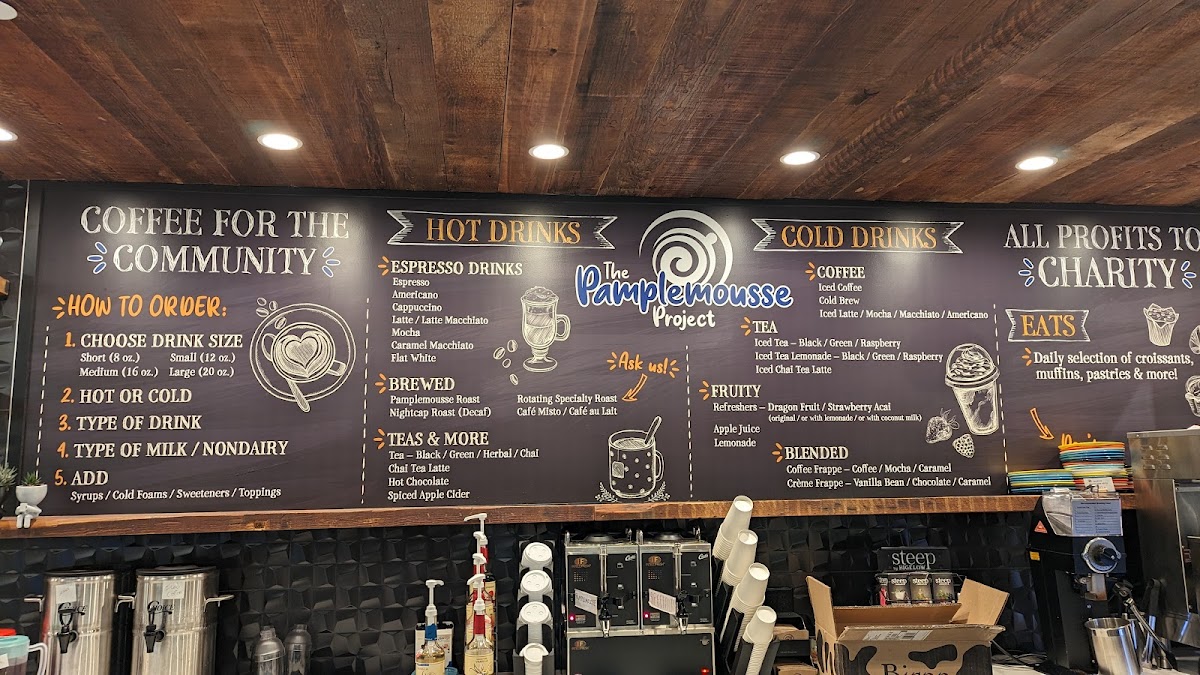 COFFEE FOR THE
COMMUNITY
HOW TO ORDER:
1. CHOOSE DRINK SIZE
Short (8 oz.) Small (12 oz.)
Medium (16 oz.) Large (20 oz.)
2. HOT OR COLD
3. TYPE OF DRINK
4. TYPE OF MILK / NONDAIRY
5. ADD
Syrups / Cold Foams / Sweeteners / Toppings
HOT DRINKS
ESPRESSO DRINKS
Espresso
Americano
Cappuccino
Latte / Latte Macchiato
Mocha
Caramel Macchiato
Flat White
BREWED
Pamplemousse Roast
Nightcap Roast (Decaf)
Ask us!
Rotating Specialty Roast
Café Misto / Café au Lait
TEAS & MORE
Tea – Black / Green / Herbal / Chai
Chai Tea Latte
Hot Chocolate
Spiced Apple Cider
The
Pamplemousse
Project
COLD DRINKS
COFFEE
Iced Coffee
Cold Brew
Iced Latte / Mocha / Macchiato / Americano
TEA
Iced Tea – Black / Green / Raspberry
Iced Tea Lemonade – Black / Green / Raspberry
Iced Chai Tea Latte
FRUITY
Refreshers – Dragon Fruit / Strawberry Acai
(original / or with lemonade / or with coconut milk)
Apple Juice
Lemonade
BLENDED
Coffee Frappe – Coffee / Mocha / Caramel
Crème Frappe – Vanilla Bean / Chocolate / Caramel
ALL PROFITS TO
CHARITY
EATS
Daily selection of croissants,
muffins, pastries & more!
steep